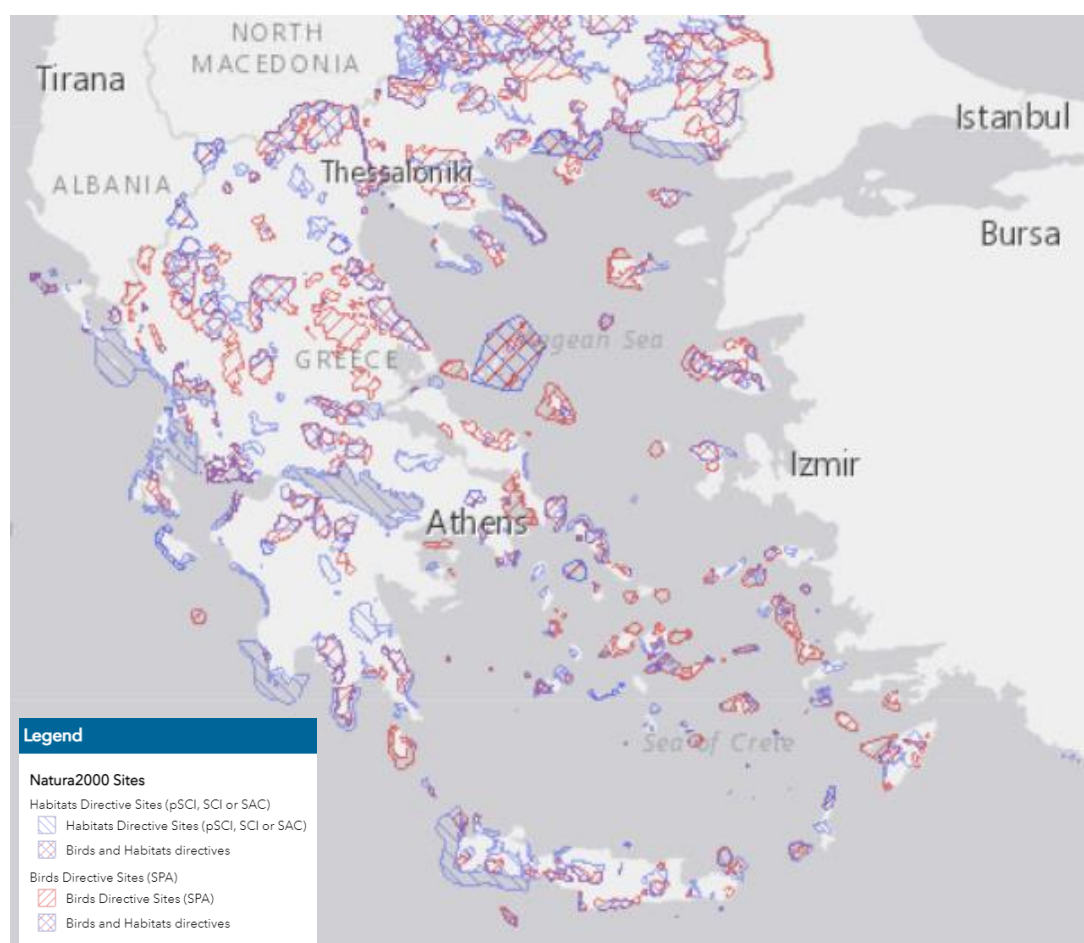 NORTH
MACEDONIA
Tirana
Istanbul
Thessaloniki
ALBANIA
Bursa
Aegean Sea
GREECE
Izmir
Athens
Sea of Crete
Legend
Natura2000 Sites
Habitats Directive Sites (pSCI, SCI or SAC)
Habitats Directive Sites (pSCI, SCI or SAC)
Birds and Habitats directives
Birds Directive Sites (SPA)
Birds Directive Sites (SPA)
Birds and Habitats directives